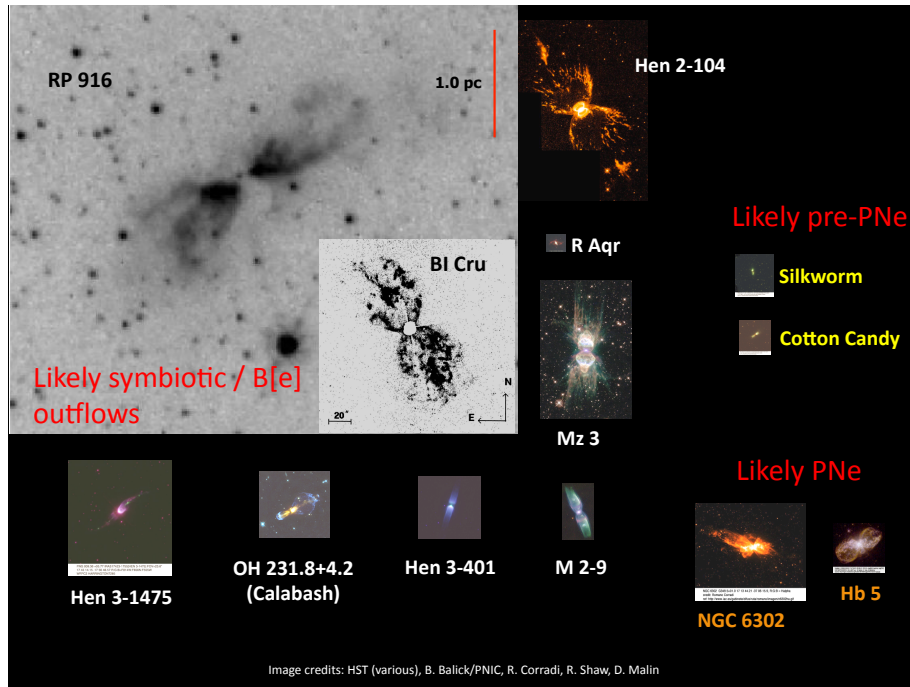 RP 916
1.0 pc
Hen 2-104
Likely pre-PNe
R Aqr
BI Cru
Silkworm
Cotton Candy
Likely symbiotic / B[e]
outflows
N
E
20"
Mz 3
Likely PNe
Hen 3-1475
OH 231.8+4.2
(Calabash)
Hen 3-401
M 2-9
NGC 6302
Hb 5
Image credits: HST (various), B. Balick/PNIC, R. Corradi, R. Shaw, D. Malin